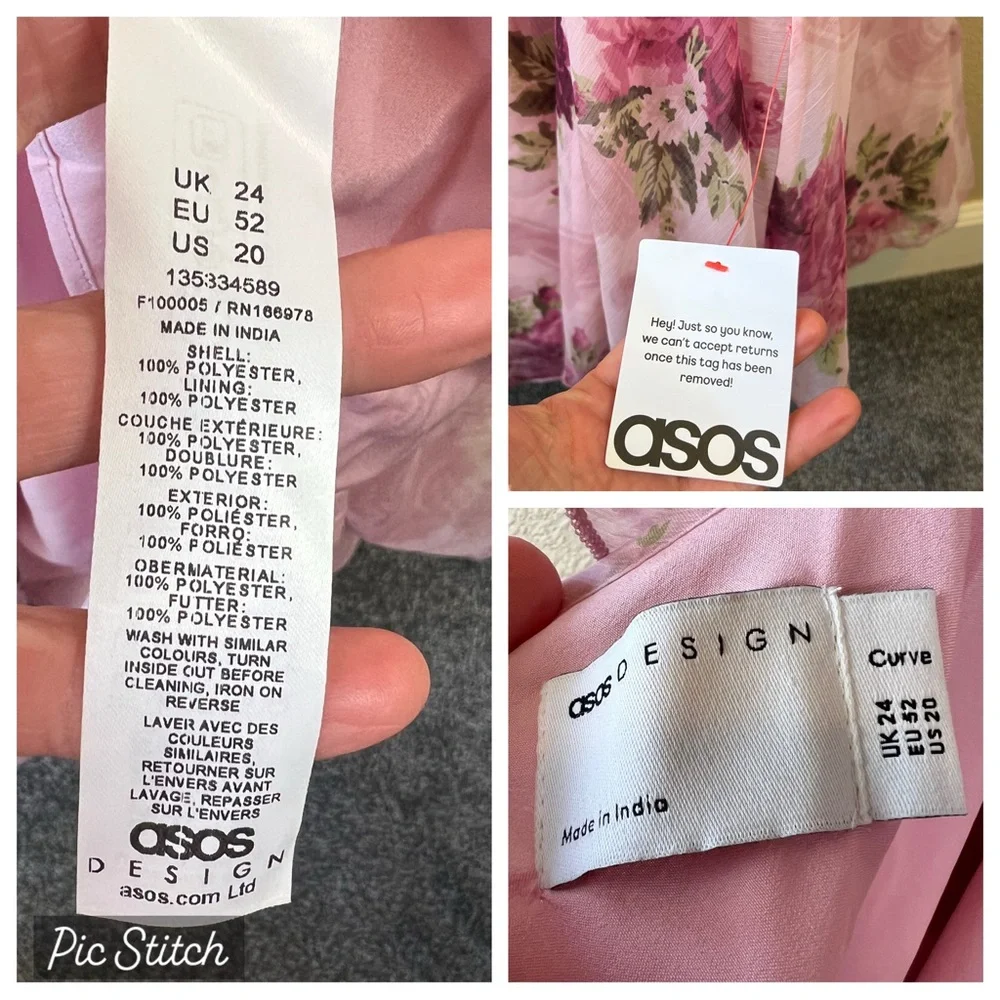 UK 24
EU 52
US 20
135334589
F100005 / RN166978
MADE IN INDIA
SHELL:
100% POLYESTER,
LINING:
100% POLYESTER
COUCHE EXTÉRIEURE:
100% POLYESTER,
DOUBLURE:
100% POLYESTER
EXTERIOR:
100% POLIÉSTER,
FORRO:
100% POLIÉSTER
OBERMATERIAL:
100% POLYESTER,
FUTTER:
100% POLYESTER
WASH WITH SIMILAR
COLOURS, TURN
INSIDE OUT BEFORE
CLEANING, IRON ON
REVERSE
LAVER AVEC DES
COULEURS
SIMILAIRES,
RETOURNER SUR
L'ENVERS AVANT
LAVAGE, REPASSER
SUR L'ENVERS
asos
DESIGN
asos.com Ltd
Pic Stitch
Hey! Just so you know,
we can't accept returns
once this tag has been
removed!
asos
asos DESIGN
Made in India
Curve
UK 24
EU 52
US 20